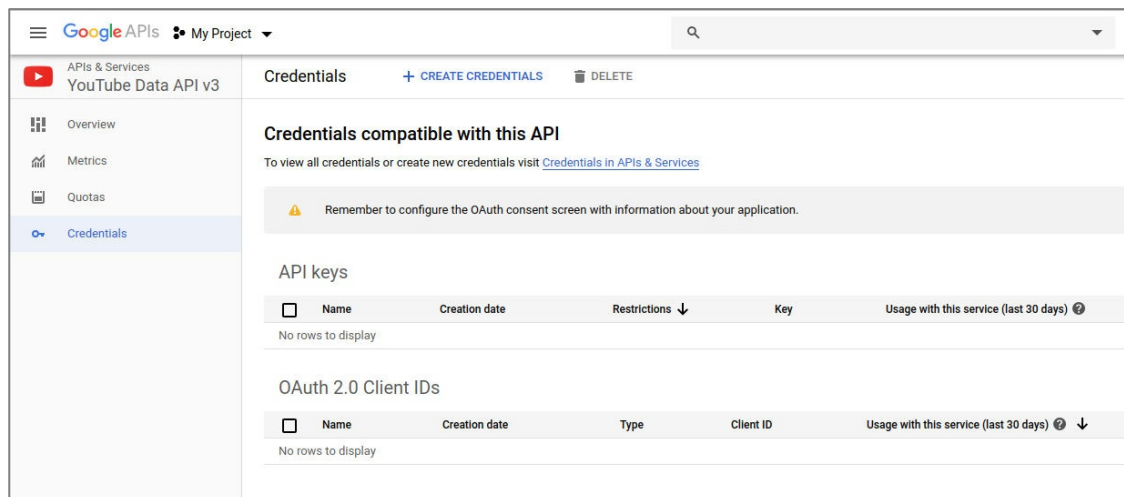 Google APIs My Project
APIs & Services
YouTube Data API v3
Overview
Metrics
Quotas
Credentials
Credentials CREATE CREDENTIALS DELETE
Credentials compatible with this API
To view all credentials or create new credentials visit Credentials in APIs & Services
Remember to configure the OAuth consent screen with information about your application.
API keys
Name Creation date Restrictions Key Usage with this service (last 30 days)
No rows to display
OAuth 2.0 Client IDs
Name Creation date Type Client ID Usage with this service (last 30 days)
No rows to display